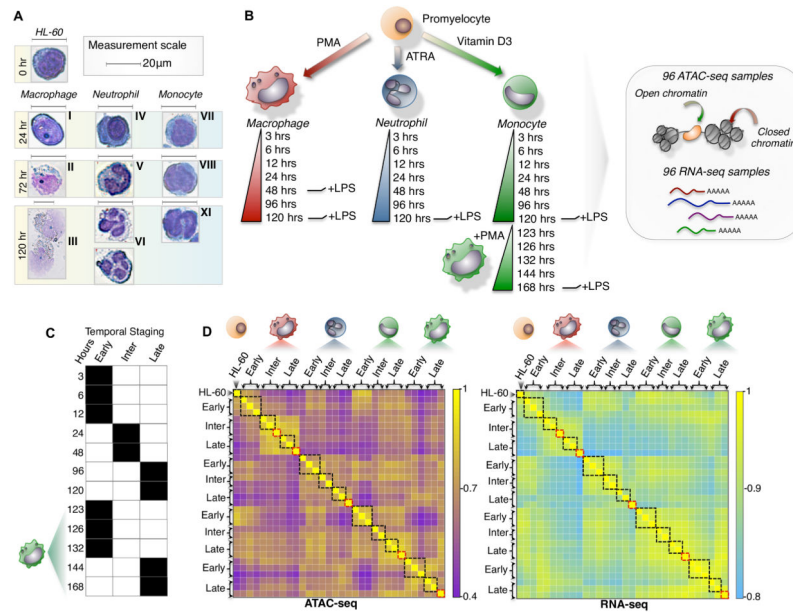 A
HL-60
0 hr
Measurement scale
20μm
Macrophage Neutrophil Monocyte
24 hr
I
IV
VII
72 hr
II
V
VIII
120 hr
III
VI
XI
B
Promyelocyte
PMA
ATRA
Vitamin D3
Macrophage
3 hrs
6 hrs
12 hrs
24 hrs
48 hrs +LPS
96 hrs
120 hrs +LPS
Neutrophil
3 hrs
6 hrs
12 hrs
24 hrs
48 hrs
96 hrs
120 hrs +LPS
Monocyte
3 hrs
6 hrs
12 hrs
24 hrs
48 hrs
96 hrs
120 hrs +LPS
+PMA
123 hrs
126 hrs
132 hrs
144 hrs
168 hrs +LPS
96 ATAC-seq samples
Open chromatin
Closed
chromatin
96 RNA-seq samples
AAAAA
AAAAA
AAAAA
AAAAA
C
Temporal Staging
Hours
Early
Inter
Late
3
6
12
24
48
96
120
123
126
132
144
168
D
HL-60
Early
Inter
Late
Early
Inter
Late
Early
Inter
Late
Early
Late
HL-60
Early
Inter
Late
Early
Inter
Late
Early
Inter
Late
Early
Late
1
0.7
0.4
ATAC-seq
HL-60
Early
Inter
Late
Early
Inter
Late
Early
Inter
Late
Early
Late
HL-60
Early
Inter
Late
Early
Inter
Late
Early
Inter
Late
Early
Late
1
0.9
0.8
RNA-seq